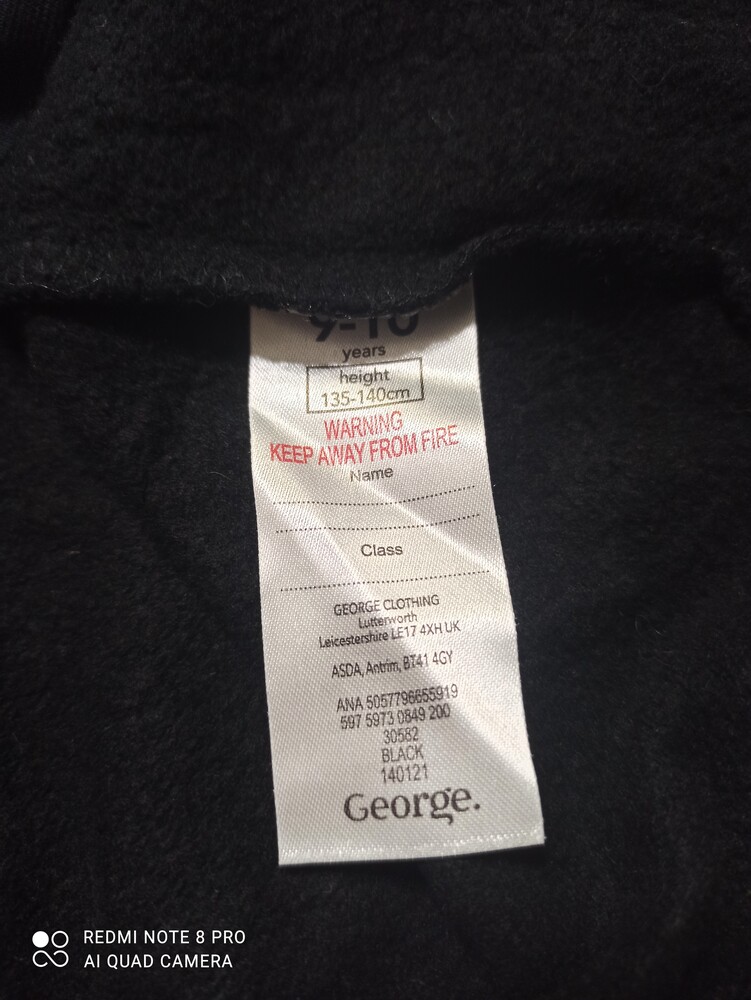 9-10
years
height
135-140cm
WARNING
KEEP AWAY FROM FIRE
Name
Class
GEORGE CLOTHING
Lutterworth
Leicestershire LE17 4XH UK
ASDA, Antrim, BT41 4GY
ANA 5057796655919
597 5973 0849 200
30582
BLACK
140121
George.
REDMI NOTE 8 PRO
AI QUAD CAMERA